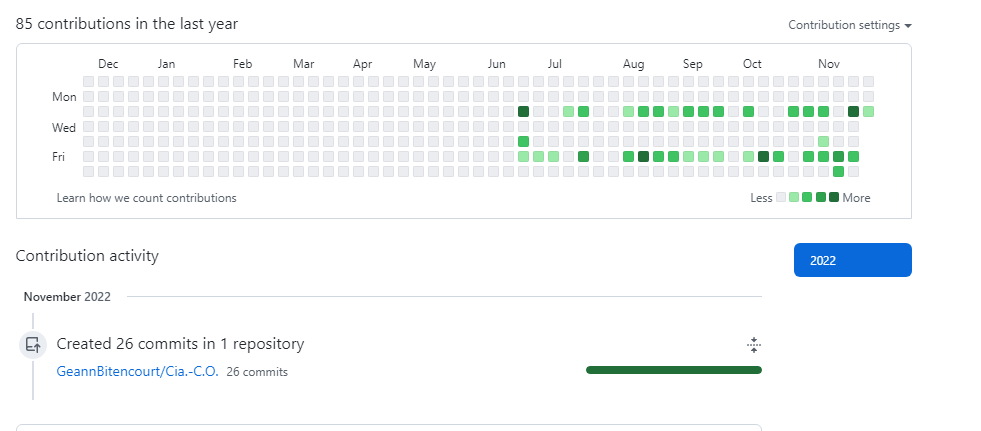 85 contributions in the last year
Contribution settings
Dec Jan Feb Mar Apr May Jun Jul Aug Sep Oct Nov
Mon
Wed
Fri
Learn how we count contributions
Less More
Contribution activity
2022
November 2022
Created 26 commits in 1 repository
GeannBitencourt/Cia.-C.O. 26 commits